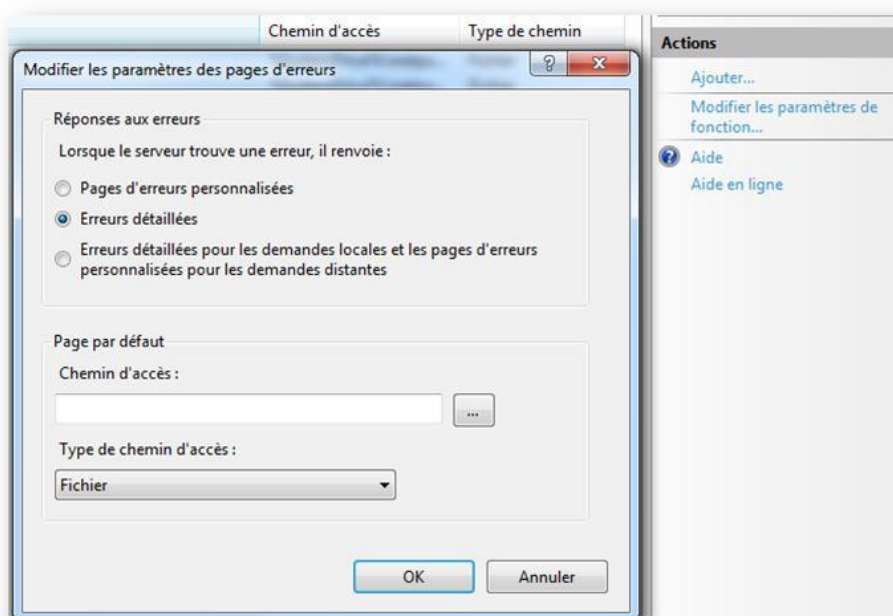 Chemin d'accès Type de chemin
Actions
Modifier les paramètres des pages d'erreurs
Ajouter...
Modifier les paramètres de
fonction...
Aide
Aide en ligne
Réponses aux erreurs
Lorsque le serveur trouve une erreur, il renvoie :
Pages d'erreurs personnalisées
Erreurs détaillées
Erreurs détaillées pour les demandes locales et les pages d'erreurs
personnalisées pour les demandes distantes
Page par défaut
Chemin d'accès :
...
Type de chemin d'accès :
Fichier
OK Annuler